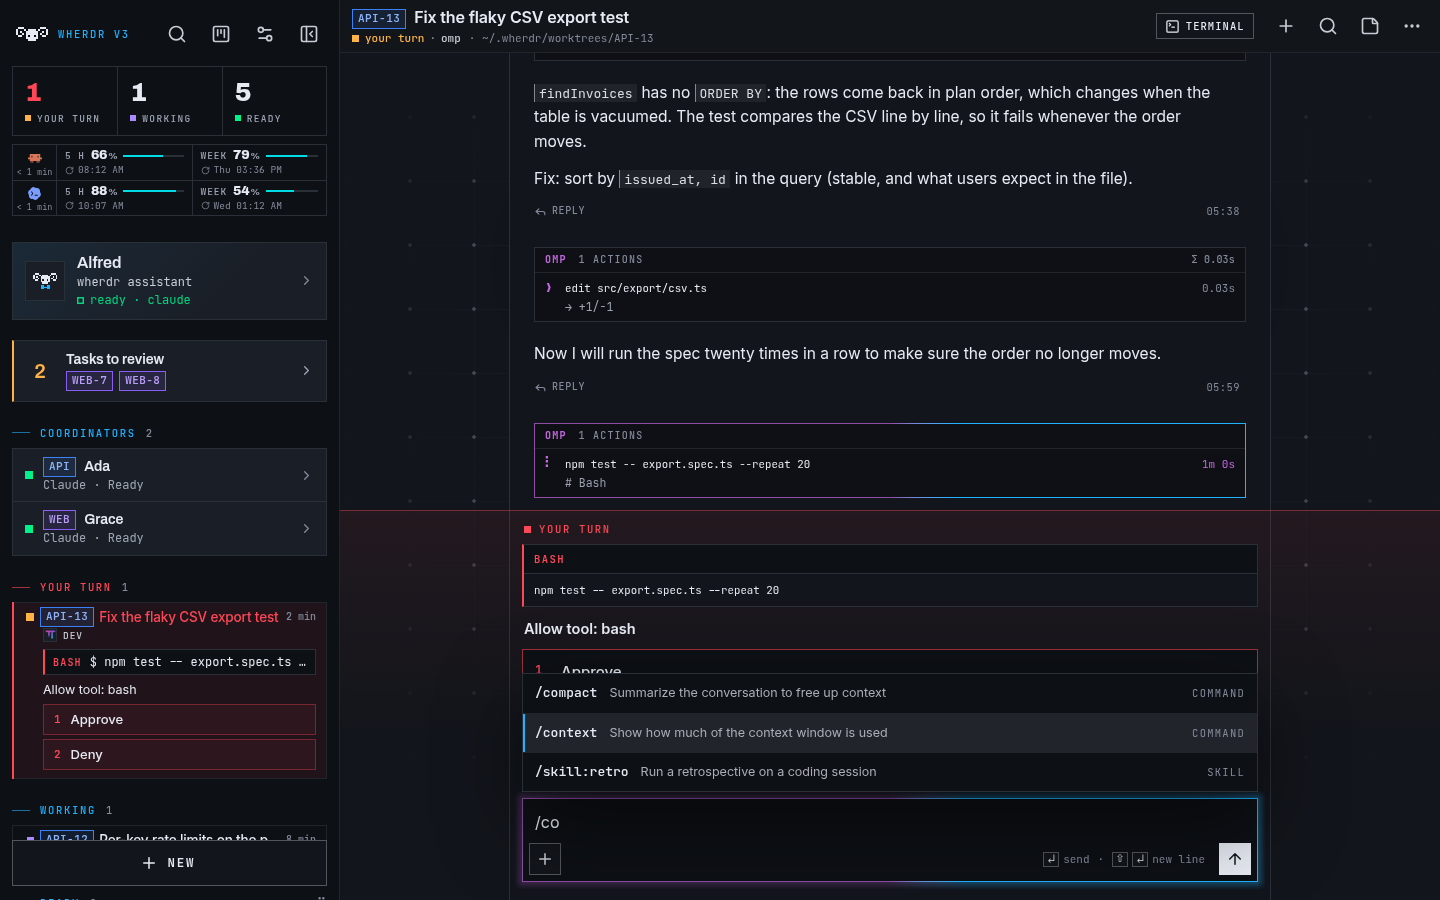 WHERDR V3
1
YOUR TURN
1
WORKING
5
READY
< 1 min
5 H 66%
08:12 AM
WEEK 79%
Thu 03:36 PM
< 1 min
5 H 88%
10:07 AM
WEEK 54%
Wed 01:12 AM
Alfred
wherdr assistant
ready · claude
2
Tasks to review
WEB-7 WEB-8
COORDINATORS 2
API Ada
Claude · Ready
WEB Grace
Claude · Ready
YOUR TURN 1
API-13 Fix the flaky CSV export test 2 min
DEV
BASH $ npm test -- export.spec.ts …
Allow tool: bash
1 Approve
2 Deny
WORKING 1
API-12 Per-key rate limits on the p… 8 min
NEW
API-13 Fix the flaky CSV export test
your turn · omp · ~/.wherdr/worktrees/API-13
TERMINAL
findInvoices has no ORDER BY: the rows come back in plan order, which changes when the
table is vacuumed. The test compares the CSV line by line, so it fails whenever the order
moves.
Fix: sort by issued_at, id in the query (stable, and what users expect in the file).
REPLY 05:38
OMP 1 ACTIONS Σ 0.03s
edit src/export/csv.ts 0.03s
→ +1/-1
Now I will run the spec twenty times in a row to make sure the order no longer moves.
REPLY 05:59
OMP 1 ACTIONS
npm test -- export.spec.ts --repeat 20 1m 0s
# Bash
YOUR TURN
BASH
npm test -- export.spec.ts --repeat 20
Allow tool: bash
1 Approve
/compact Summarize the conversation to free up context COMMAND
/context Show how much of the context window is used COMMAND
/skill:retro Run a retrospective on a coding session SKILL
/co
send · new line